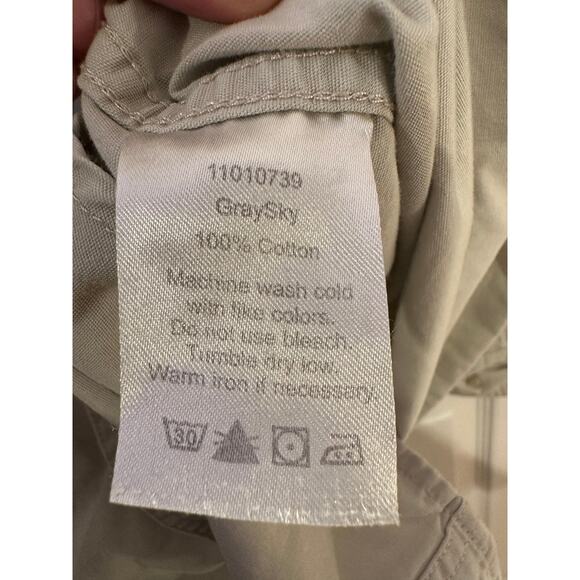 11010739
GraySky
100% Cotton
Machine wash cold
with like colors.
Do not use bleach.
Tumble dry low.
Warm iron if necessary.
30